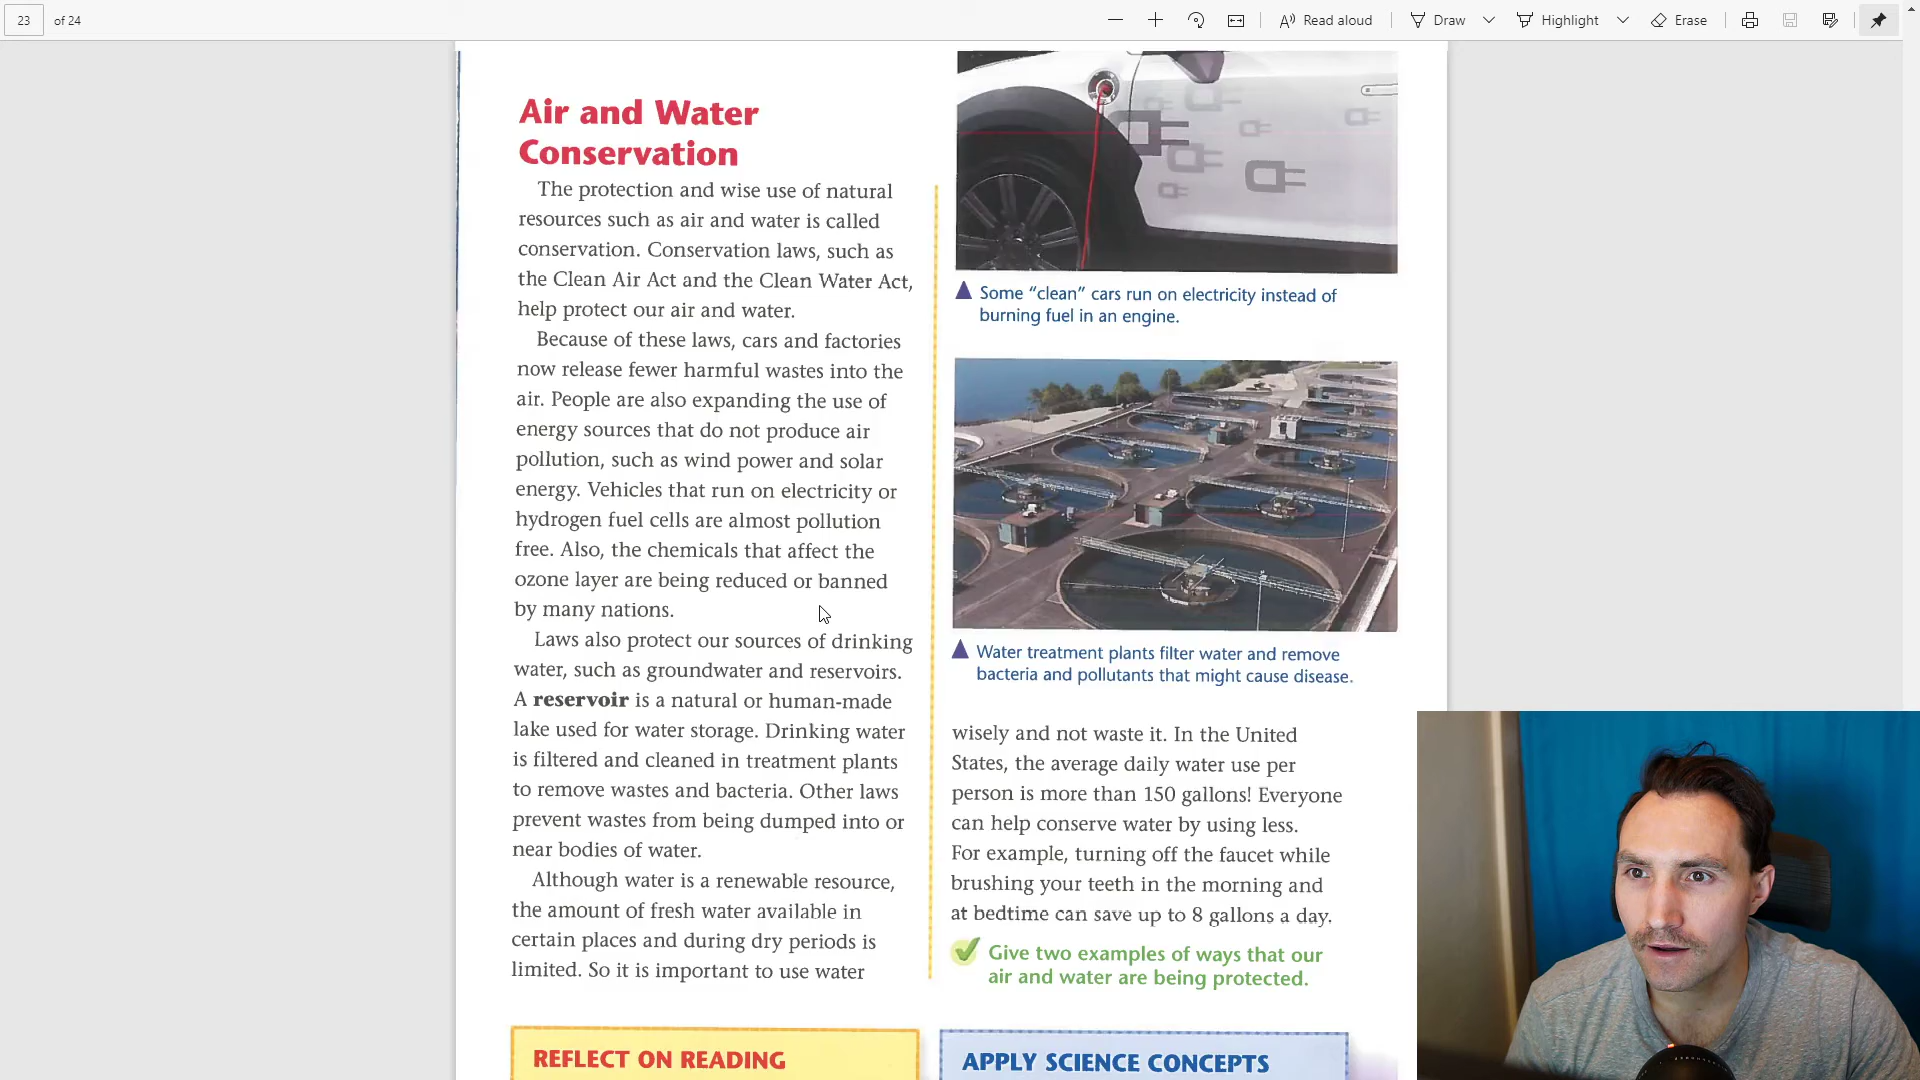 23
of 24
Read aloud
Draw
Highlight
Erase
Air and Water
Conservation
The protection and wise use of natural
resources such as air and water is called
conservation. Conservation laws, such as
the Clean Air Act and the Clean Water Act,
help protect our air and water.
Because of these laws, cars and factories
now release fewer harmful wastes into the
air. People are also expanding the use of
energy sources that do not produce air
pollution, such as wind power and solar
energy. Vehicles that run on electricity or
hydrogen fuel cells are almost pollution
free. Also, the chemicals that affect the
ozone layer are being reduced or banned
by many nations.
Laws also protect our sources of drinking
water, such as groundwater and reservoirs.
A reservoir is a natural or human-made
lake used for water storage. Drinking water
is filtered and cleaned in treatment plants
to remove wastes and bacteria. Other laws
prevent wastes from being dumped into or
near bodies of water.
Although water is a renewable resource,
the amount of fresh water available in
certain places and during dry periods is
limited. So it is important to use water
Some “clean” cars run on electricity instead of
burning fuel in an engine.
Water treatment plants filter water and remove
bacteria and pollutants that might cause disease.
wisely and not waste it. In the United
States, the average daily water use per
person is more than 150 gallons! Everyone
can help conserve water by using less.
For example, turning off the faucet while
brushing your teeth in the morning and
at bedtime can save up to 8 gallons a day.
Give two examples of ways that our
air and water are being protected.
REFLECT ON READING
APPLY SCIENCE CONCEPTS